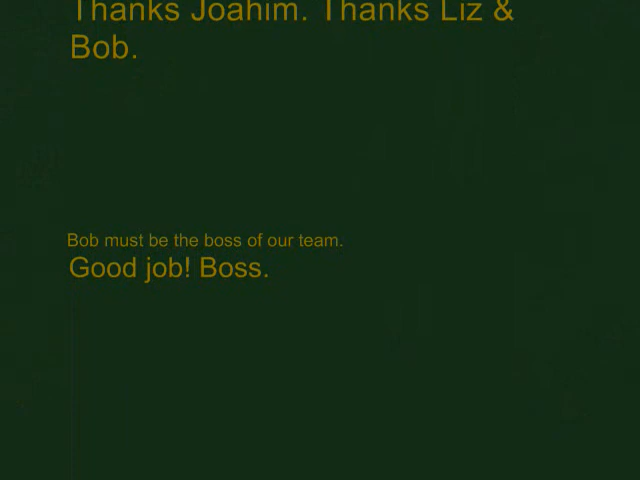 Thanks Joahim. Thanks Liz &
Bob.
Bob must be the boss of our team.
Good job! Boss.